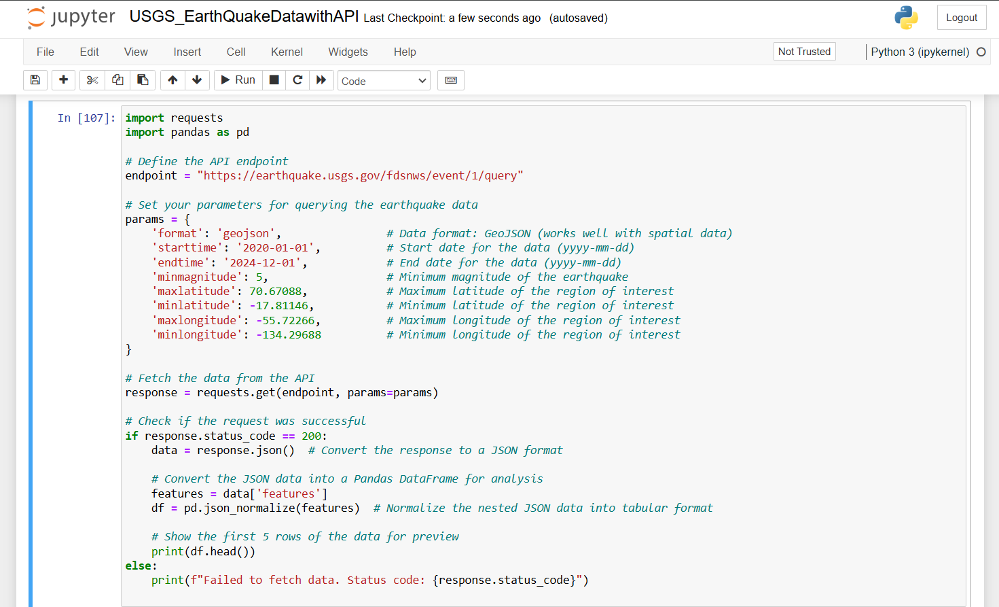 jupyter USGS_EarthQuakeDatawithAPI Last Checkpoint: a few seconds ago (autosaved) Logout
File Edit View Insert Cell Kernel Widgets Help Not Trusted Python 3 (ipykernel)
Run Code
In [107]: import requests
import pandas as pd
# Define the API endpoint
endpoint = "https://earthquake.usgs.gov/fdsnws/event/1/query"
# Set your parameters for querying the earthquake data
params = {
'format': 'geojson', # Data format: GeoJSON (works well with spatial data)
'starttime': '2020-01-01', # Start date for the data (yyyy-mm-dd)
'endtime': '2024-12-01', # End date for the data (yyyy-mm-dd)
'minmagnitude': 5, # Minimum magnitude of the earthquake
'maxlatitude': 70.67088, # Maximum latitude of the region of interest
'minlatitude': -17.81146, # Minimum latitude of the region of interest
'maxlongitude': -55.72266, # Maximum longitude of the region of interest
'minlongitude': -134.29688 # Minimum longitude of the region of interest
}
# Fetch the data from the API
response = requests.get(endpoint, params=params)
# Check if the request was successful
if response.status_code == 200:
data = response.json() # Convert the response to a JSON format
# Convert the JSON data into a Pandas DataFrame for analysis
features = data['features']
df = pd.json_normalize(features) # Normalize the nested JSON data into tabular format
# Show the first 5 rows of the data for preview
print(df.head())
else:
print(f"Failed to fetch data. Status code: {response.status_code}")